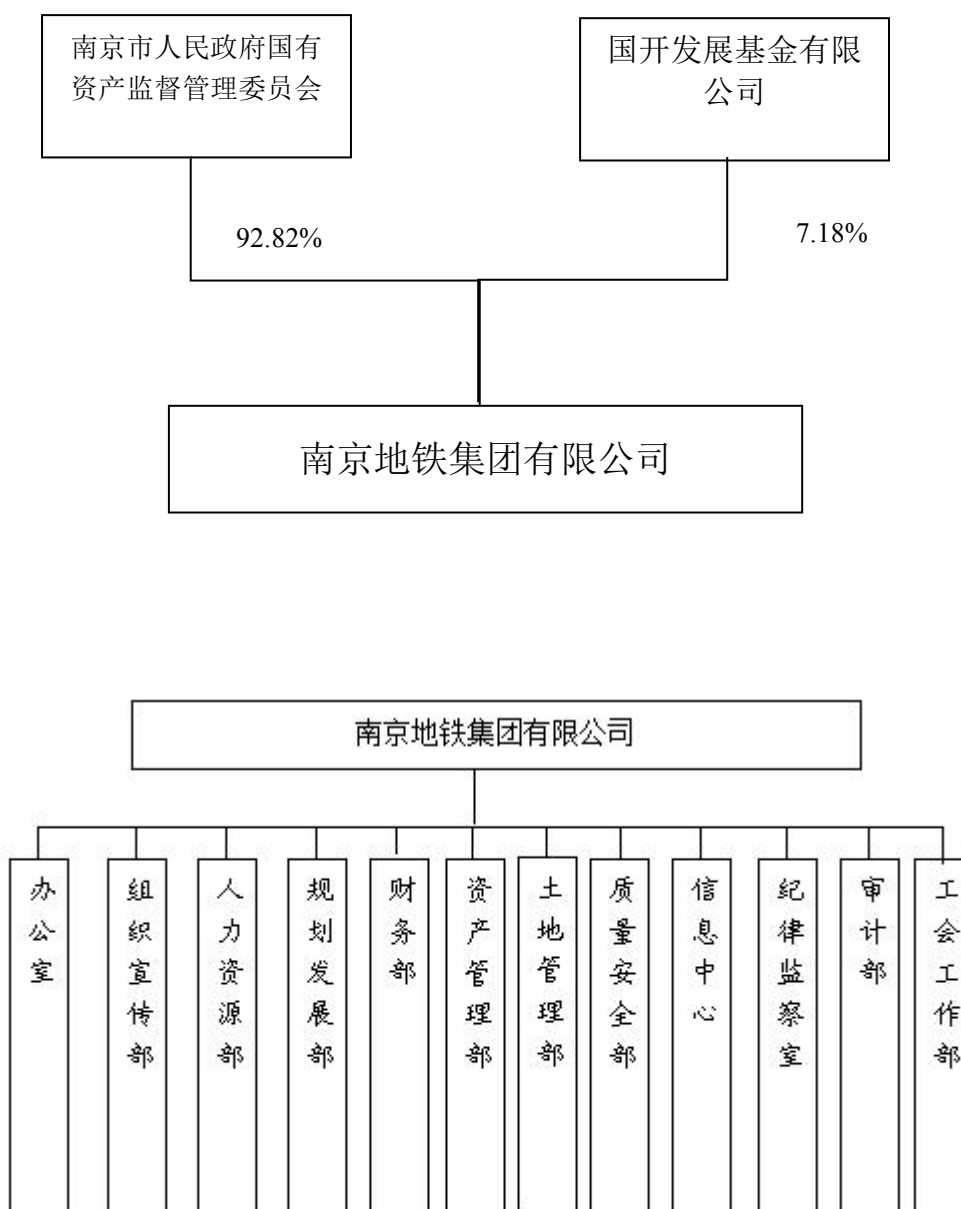 南京市人民政府国有
资产监督管理委员会
国开发展基金有限
公司
92.82%
7.18%
南京地铁集团有限公司
南京地铁集团有限公司
办公室
组织宣传部
人力资源部
规划发展部
财务部
资产管理部
土地管理部
质量安全部
信息中心
纪律监察室
审计部
工会工作部